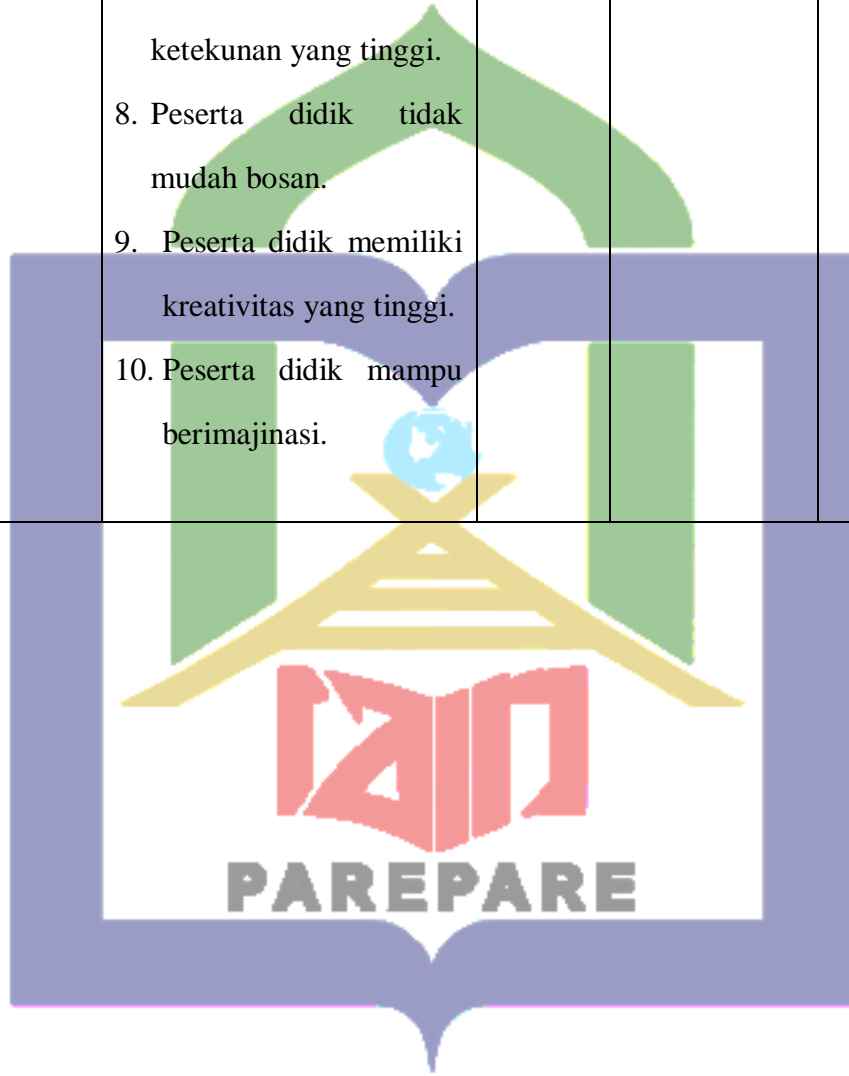 ketekunan yang tinggi.
8. Peserta didik tidak
mudah bosan.
9. Peserta didik memiliki
kreativitas yang tinggi.
10. Peserta didik mampu
berimajinasi.
iain
PAREPARE